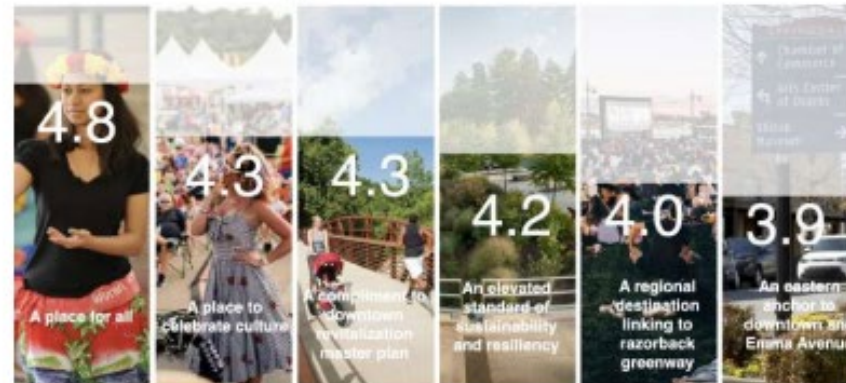 4.8
A place for all
4.3
A place to
celebrate culture
4.3
A compliment to
downtown
revitalization
master plan
4.2
An elevated
standard of
sustainability
and resiliency
4.0
A regional
destination
linking to
razorback
greenway
Chamber of
Commerce
Arts Center
of Ozarks
Museum
3.9
An eastern
anchor to
downtown and
Emma Avenue